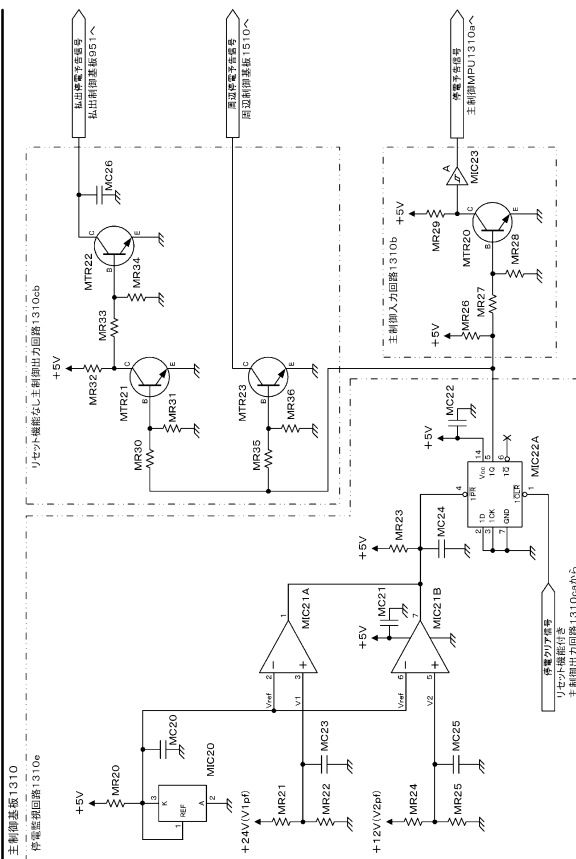 主制御基板1310
停電監視回路1310e
+5V
MR20
MC20
K
3
REF
1
A
2
MIC20
+24V(V1pf)
MR21
MR22
MC23
Vref
2
V1
3
−
+
1
MIC21A
+12V(V2pf)
MR24
MR25
MC25
Vref
6
V2
5
−
+
7
MIC21B
+5V
MC21
+5V
MR23
MC24
停電クリア信号
リセット機能付き
主制御出力回路1310caから
4
1PR
2
1D
3
1CK
7
GND
1CLR
1
14
Vcc
5
1Q
6
1Q
MIC22A
+5V
MC22
リセット機能なし主制御出力回路1310cb
MR30
MR31
MTR21
B
C
E
+5V
MR32
MR33
MR34
MTR22
B
C
E
MC26
払出停電予告信号
払出制御基板951へ
MR35
MR36
MTR23
B
C
E
周辺停電予告信号
周辺制御基板1510へ
主制御入力回路1310b
+5V
MR26
MR27
MR28
MTR20
B
C
E
+5V
MR29
A
MIC23
停電予告信号
主制御MPU1310aへ